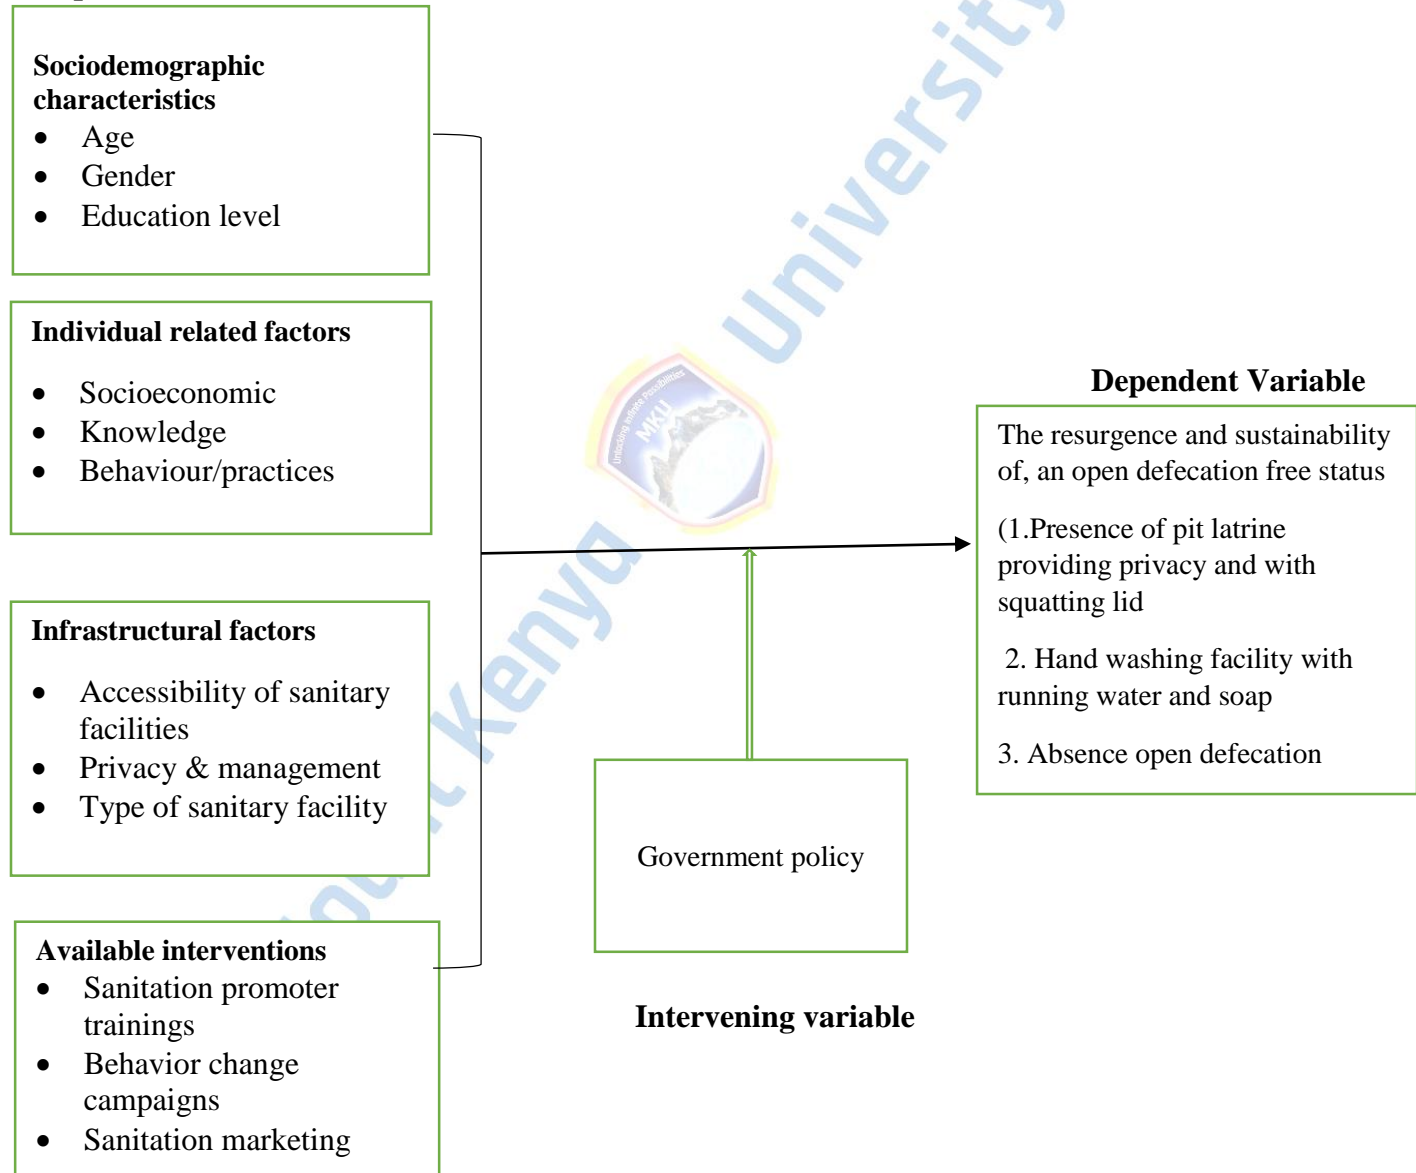 Sociodemographic
characteristics
• Age
• Gender
• Education level
Individual related factors
• Socioeconomic
• Knowledge
• Behaviour/practices
Infrastructural factors
• Accessibility of sanitary
facilities
• Privacy & management
• Type of sanitary facility
Available interventions
• Sanitation promoter
trainings
• Behavior change
campaigns
• Sanitation marketing
Government policy
Intervening variable
Dependent Variable
The resurgence and sustainability
of, an open defecation free status
(1.Presence of pit latrine
providing privacy and with
squatting lid
2. Hand washing facility with
running water and soap
3. Absence open defecation
Kenya University
Unlocking Infinite Possibilities
MKU